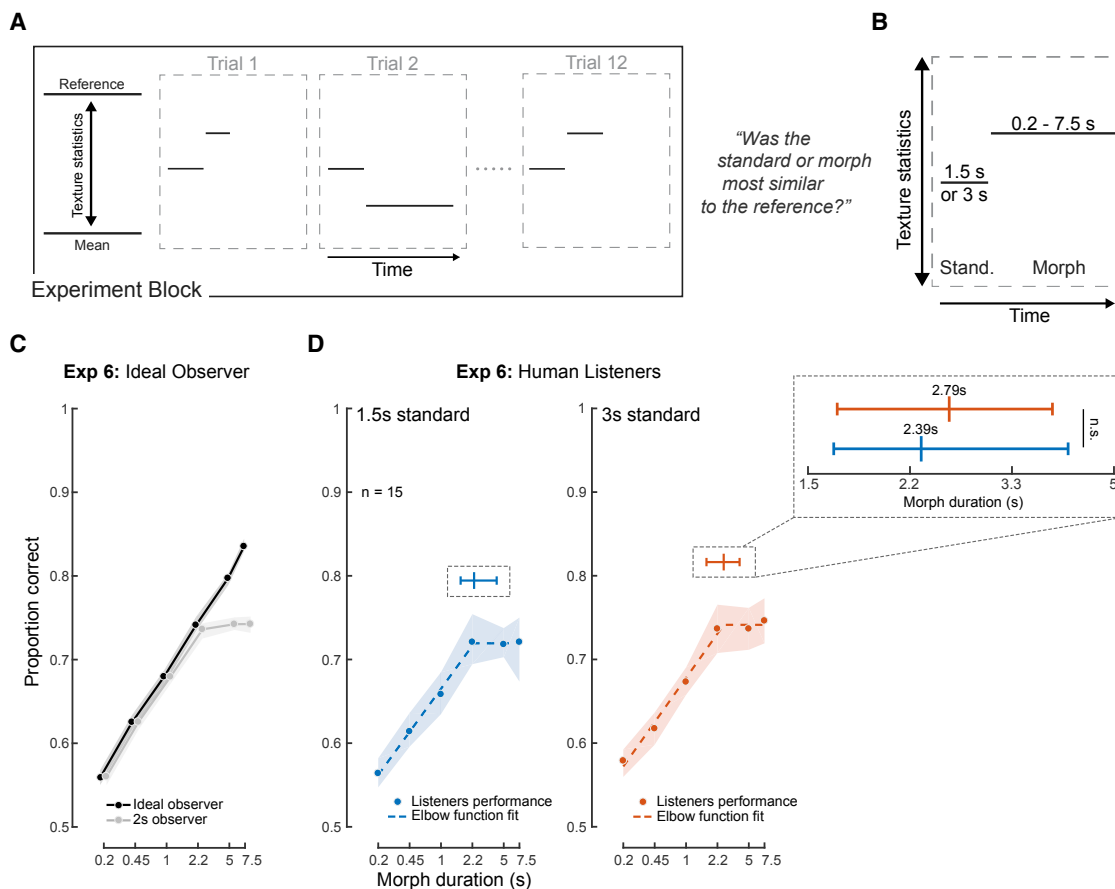 A
Trial 1
Trial 2
Trial 12
Reference
Texture statistics
Mean
Time
Experiment Block
“Was the
standard or morph
most similar
to the reference?”
B
Texture statistics
0.2 - 7.5 s
1.5 s
or 3 s
Stand.
Morph
Time
C
Exp 6: Ideal Observer
Proportion correct
1
0.9
0.8
0.7
0.6
0.5
Ideal observer
2s observer
0.2 0.45 1 2.2 5 7.5
D
Exp 6: Human Listeners
1.5s standard
n = 15
1
0.9
0.8
0.7
0.6
0.5
Listeners performance
Elbow function fit
0.2 0.45 1 2.2 5 7.5
Morph duration (s)
3s standard
1
0.9
0.8
0.7
0.6
0.5
Listeners performance
Elbow function fit
0.2 0.45 1 2.2 5 7.5
2.79s
2.39s
n.s.
1.5 2.2 3.3 5
Morph duration (s)